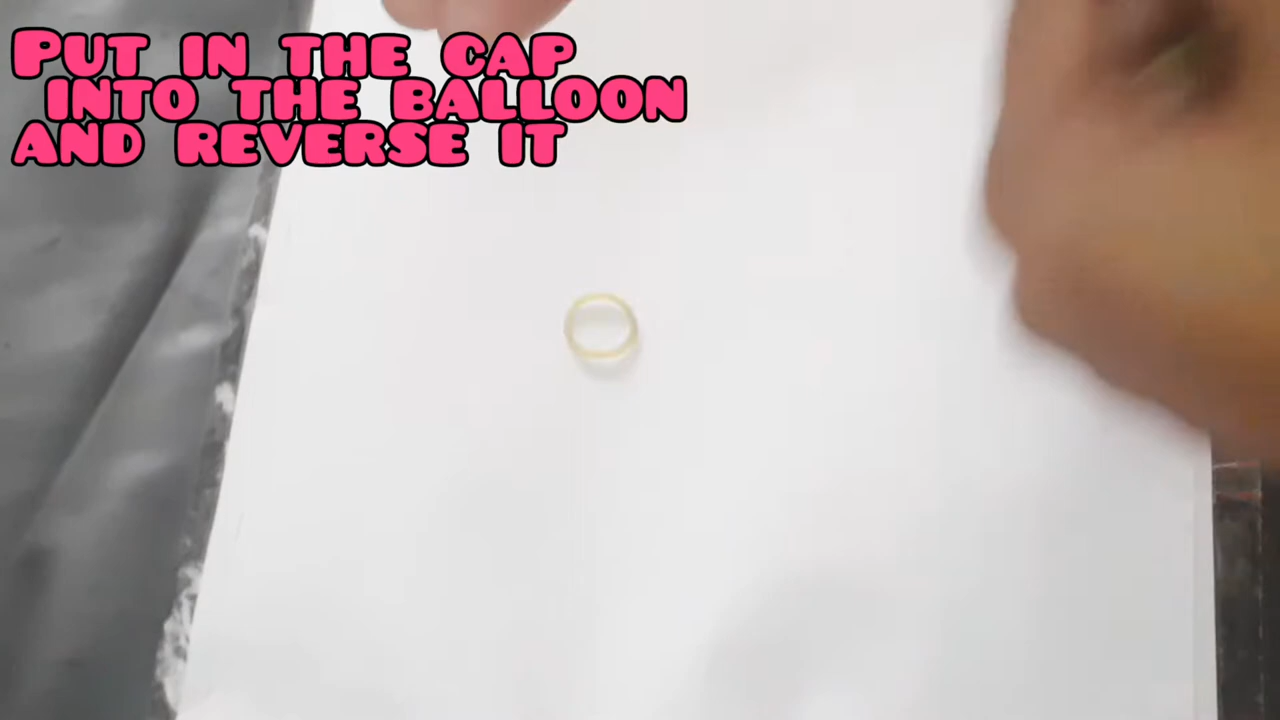 Put in the cap
into the balloon
and reverse it